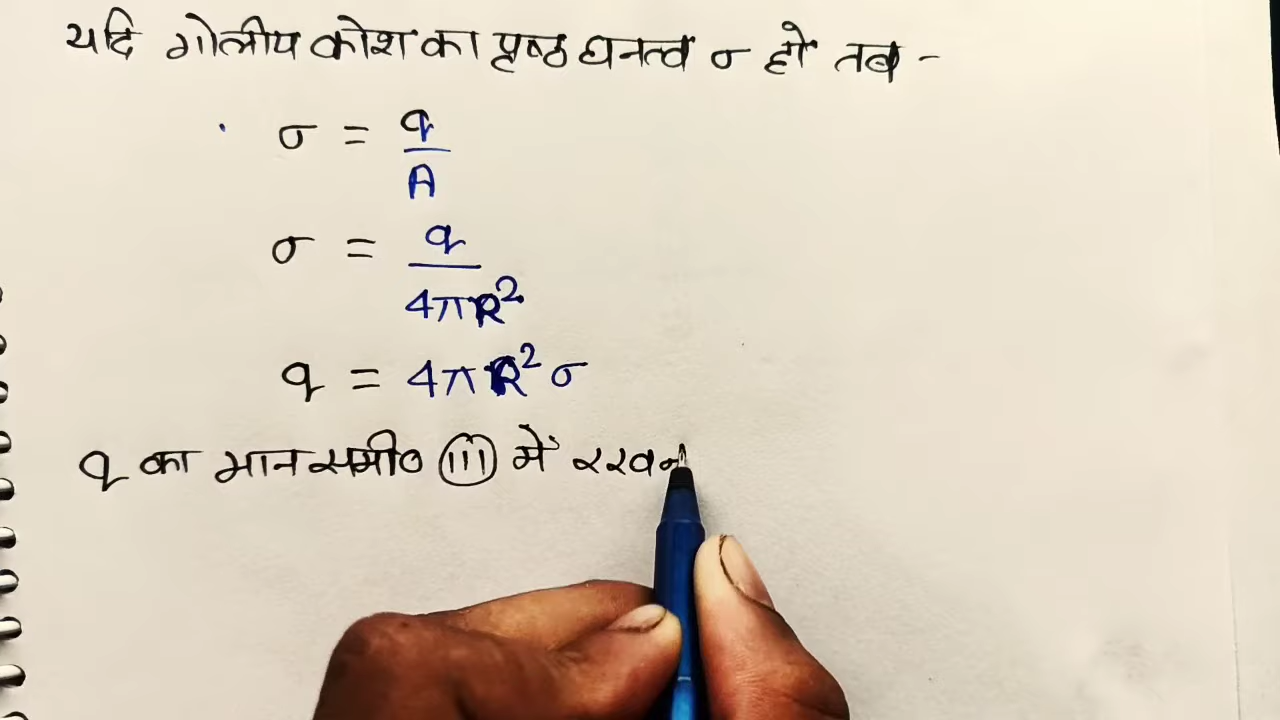 यदि गोलीय कोश का पृष्ठ घनत्व σ हो तब -
σ = q/A
σ = q/4πR²
q = 4πR²σ
q का मान समी० (iii) में रखन